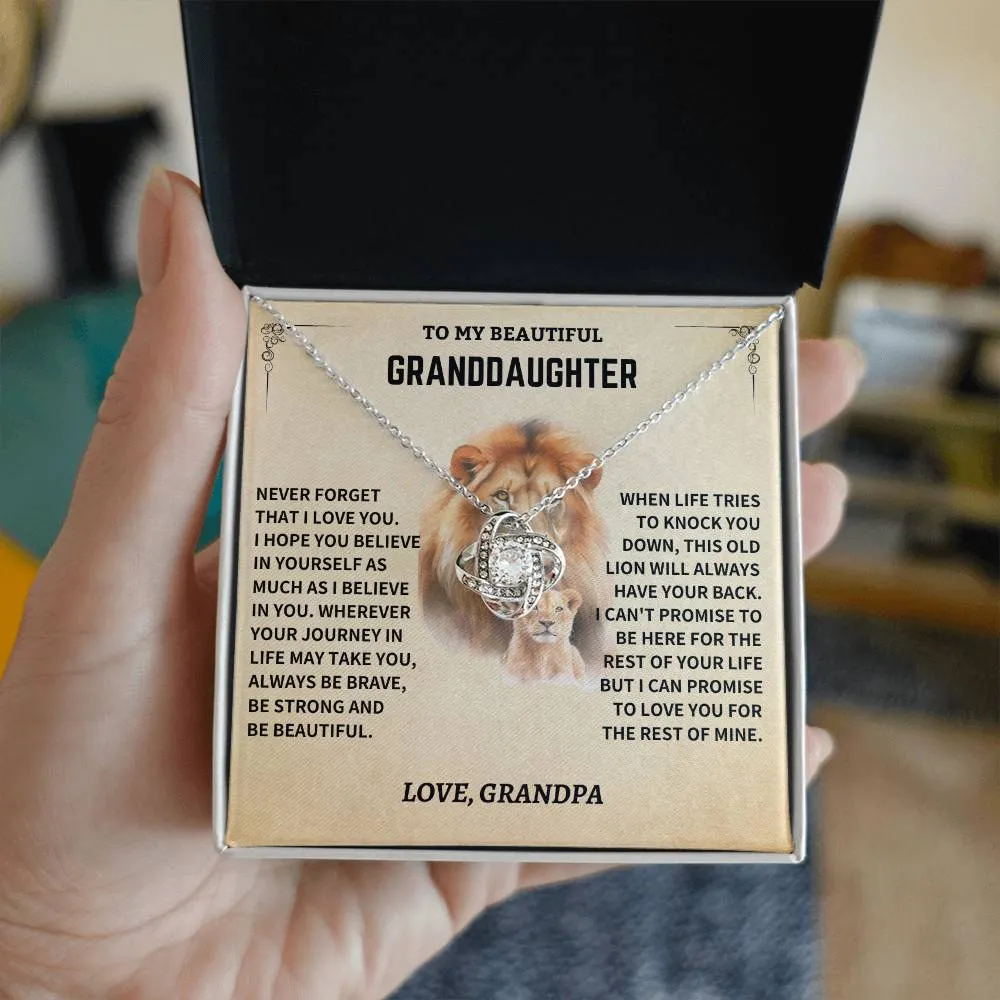 TO MY BEAUTIFUL
GRANDDAUGHTER
NEVER FORGET
THAT I LOVE YOU.
I HOPE YOU BELIEVE
IN YOURSELF AS
MUCH AS I BELIEVE
IN YOU. WHEREVER
YOUR JOURNEY IN
LIFE MAY TAKE YOU,
ALWAYS BE BRAVE,
BE STRONG AND
BE BEAUTIFUL.
WHEN LIFE TRIES
TO KNOCK YOU
DOWN, THIS OLD
LION WILL ALWAYS
HAVE YOUR BACK.
I CAN'T PROMISE TO
BE HERE FOR THE
REST OF YOUR LIFE
BUT I CAN PROMISE
TO LOVE YOU FOR
THE REST OF MINE.
LOVE, GRANDPA